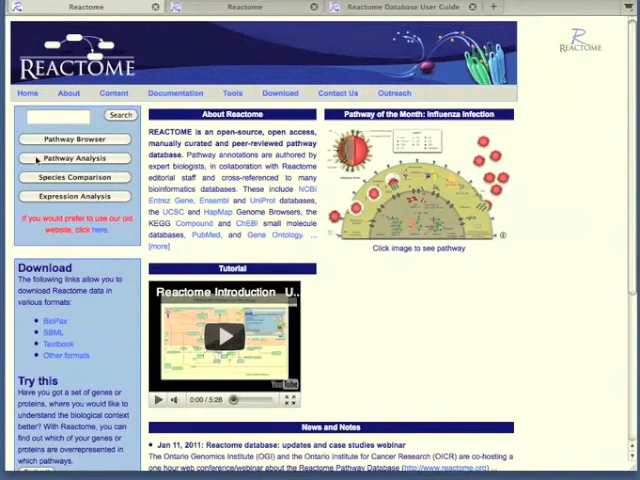 Reactome
Reactome
Reactome Database User Guide
REACTOME
REACTOME
Home
About
Content
Documentation
Tools
Download
Contact Us
Outreach
Search
Pathway Browser
Pathway Analysis
Species Comparison
Expression Analysis
If you would prefer to use our old
website, click here.
Download
The following links allow you to
download Reactome data in
various formats:
BioPax
SBML
Textbook
Other formats
Try this
Have you got a set of genes or
proteins, where you would like to
understand the biological context
better? With Reactome, you can
find out which of your genes or
proteins are overrepresented in
which pathways.
About Reactome
REACTOME is an open-source, open access,
manually curated and peer-reviewed pathway
database. Pathway annotations are authored by
expert biologists, in collaboration with Reactome
editorial staff and cross-referenced to many
bioinformatics databases. These include NCBI
Entrez Gene, Ensembl and UniProt databases,
the UCSC and HapMap Genome Browsers, the
KEGG Compound and ChEBI small molecule
databases, PubMed, and Gene Ontology. ...
[more]
Pathway of the Month: Influenza Infection
Click image to see pathway
Tutorial
Reactome Introduction _ U...
YouTube
0:00 / 5:28
News and Notes
Jan 11, 2011: Reactome database: updates and case studies webinar
The Ontario Genomics Institute (OGI) and the Ontario Institute for Cancer Research (OICR) are co-hosting a
one hour web conference/webinar about the Reactome Pathway Database (http://www.reactome.org)